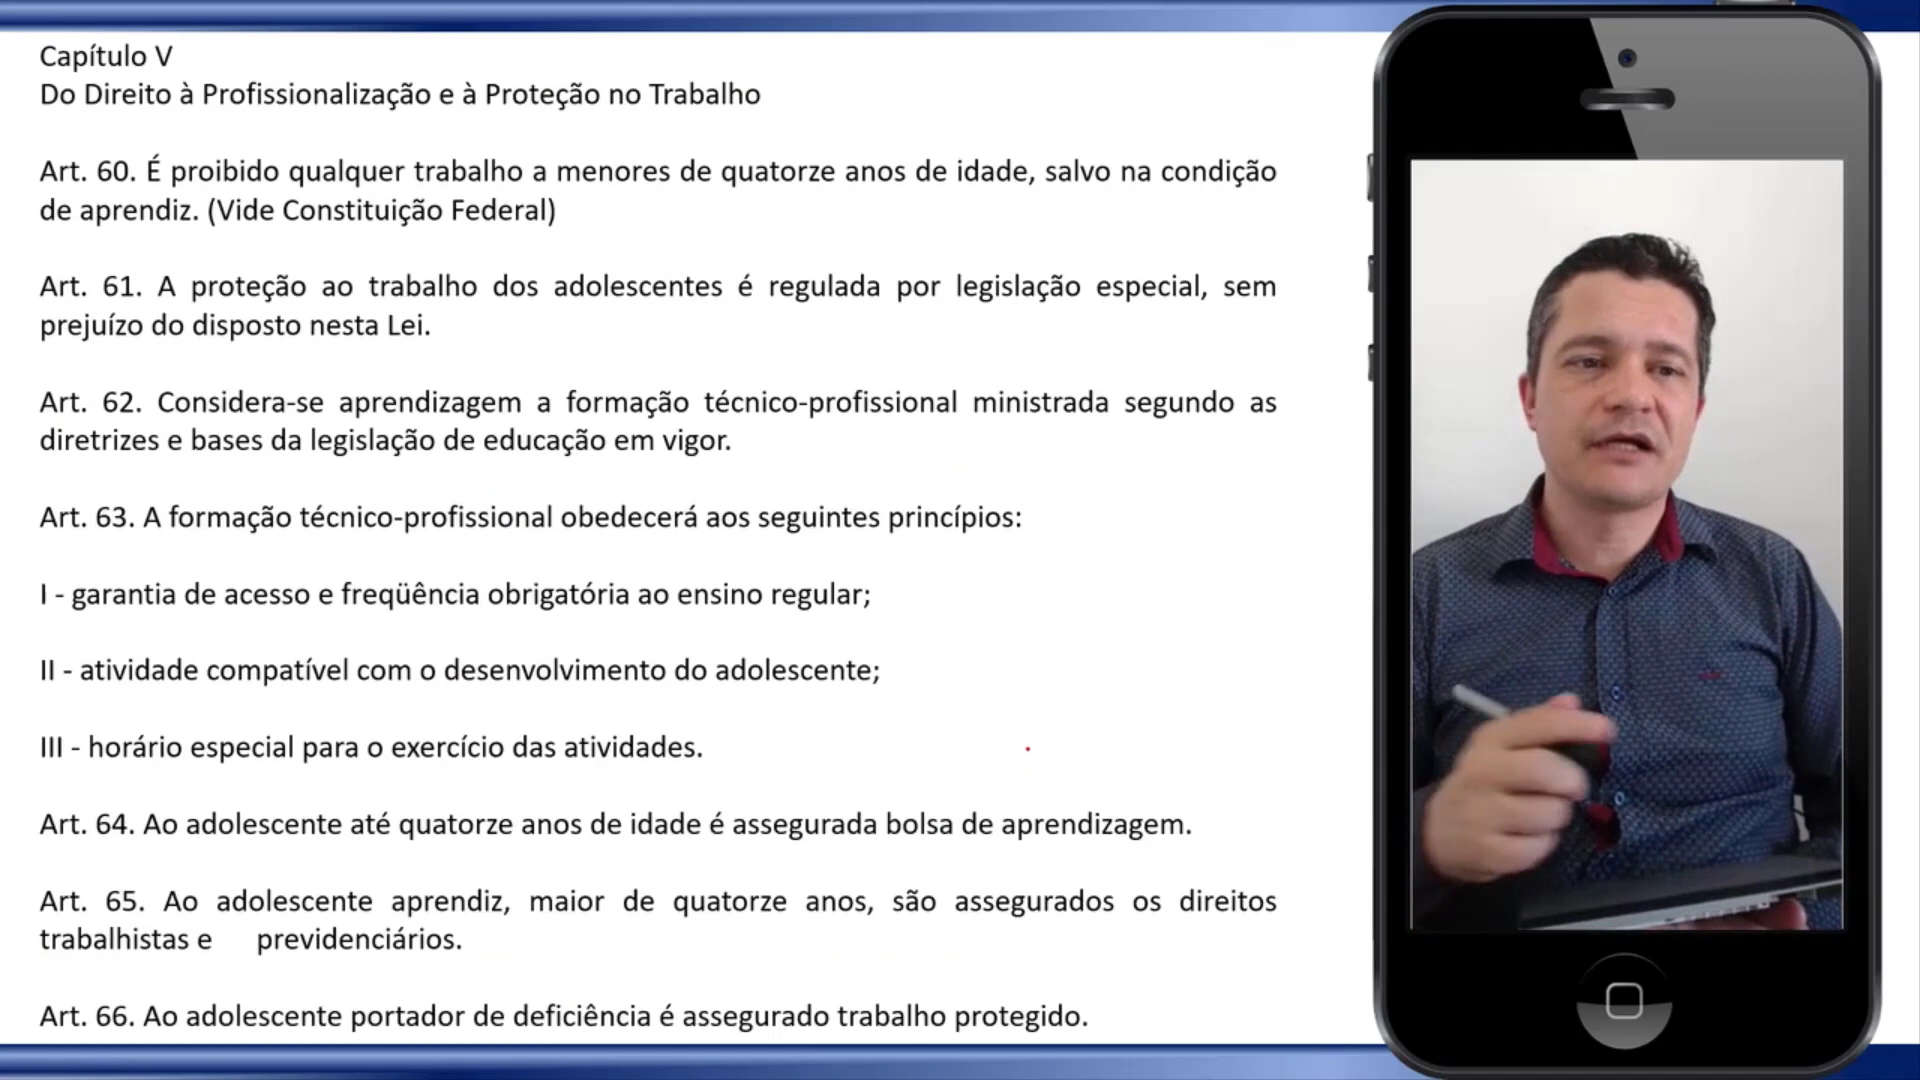 Capítulo V
Do Direito à Profissionalização e à Proteção no Trabalho
Art. 60. É proibido qualquer trabalho a menores de quatorze anos de idade, salvo na condição
de aprendiz. (Vide Constituição Federal)
Art. 61. A proteção ao trabalho dos adolescentes é regulada por legislação especial, sem
prejuízo do disposto nesta Lei.
Art. 62. Considera-se aprendizagem a formação técnico-profissional ministrada segundo as
diretrizes e bases da legislação de educação em vigor.
Art. 63. A formação técnico-profissional obedecerá aos seguintes princípios:
I - garantia de acesso e freqüência obrigatória ao ensino regular;
II - atividade compatível com o desenvolvimento do adolescente;
III - horário especial para o exercício das atividades.
Art. 64. Ao adolescente até quatorze anos de idade é assegurada bolsa de aprendizagem.
Art. 65. Ao adolescente aprendiz, maior de quatorze anos, são assegurados os direitos
trabalhistas e previdenciários.
Art. 66. Ao adolescente portador de deficiência é assegurado trabalho protegido.